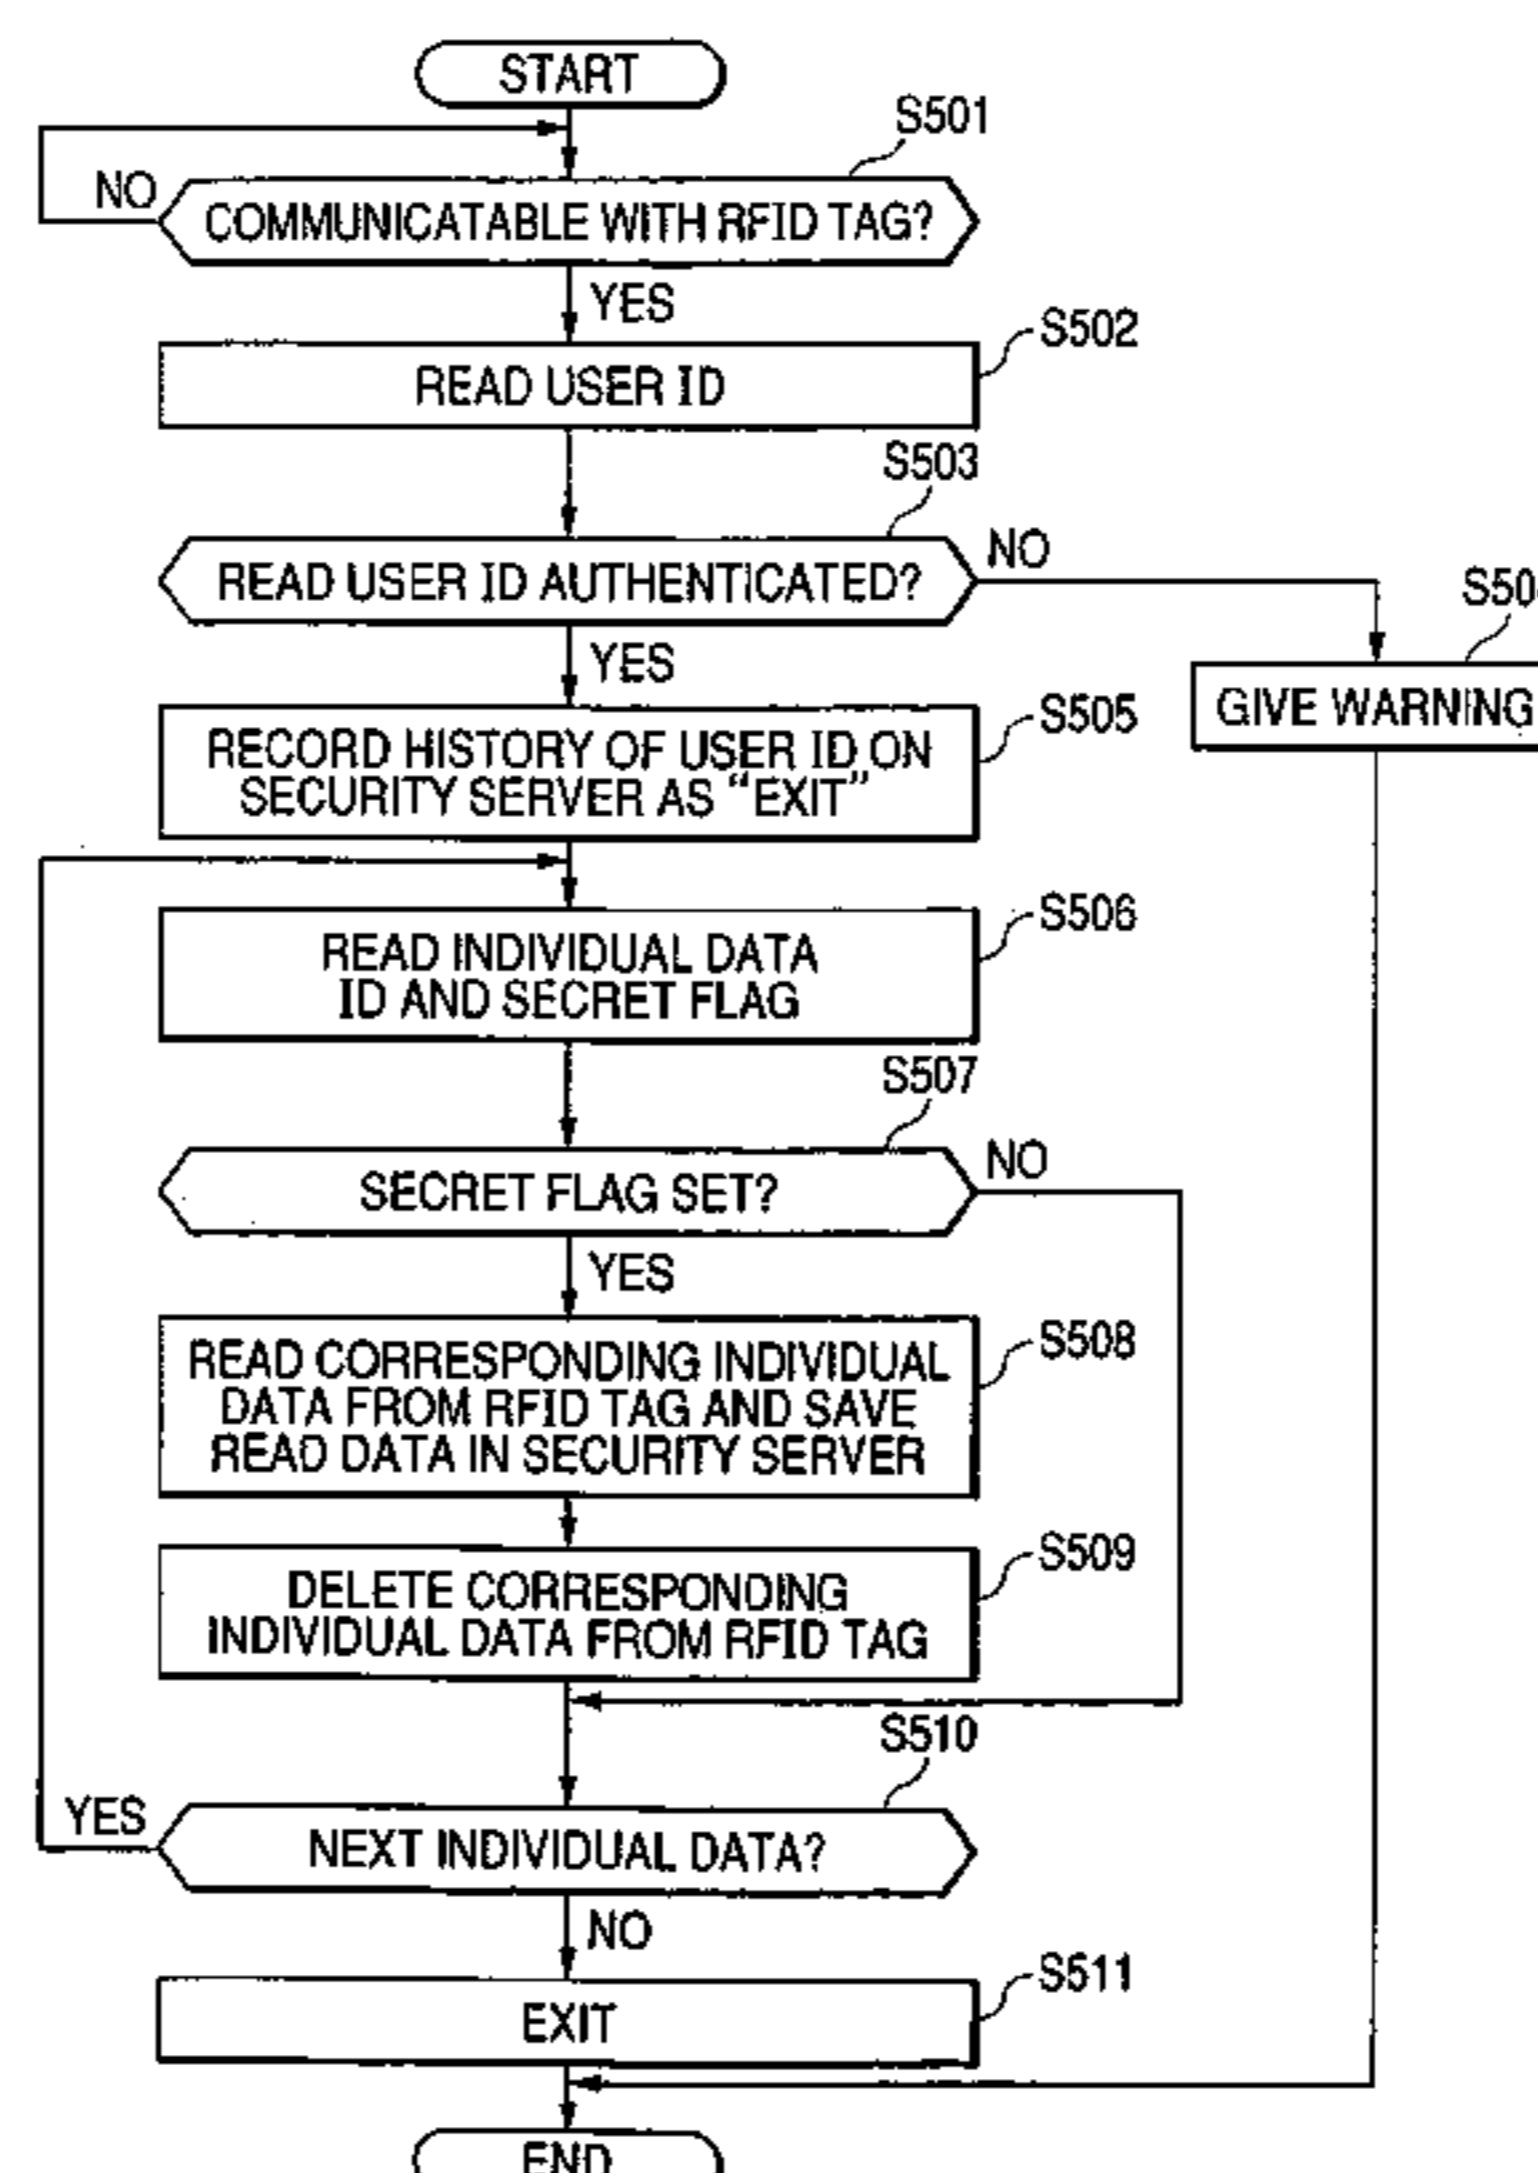 START
S501
NO
COMMUNICATABLE WITH RFID TAG?
YES
S502
READ USER ID
S503
READ USER ID AUTHENTICATED?
NO
YES
GIVE WARNING
S505
RECORD HISTORY OF USER ID ON
SECURITY SERVER AS "EXIT"
S506
READ INDIVIDUAL DATA
ID AND SECRET FLAG
S507
SECRET FLAG SET?
NO
YES
S508
READ CORRESPONDING INDIVIDUAL
DATA FROM RFID TAG AND SAVE
READ DATA IN SECURITY SERVER
S509
DELETE CORRESPONDING
INDIVIDUAL DATA FROM RFID TAG
S510
YES
NEXT INDIVIDUAL DATA?
NO
S511
EXIT
END